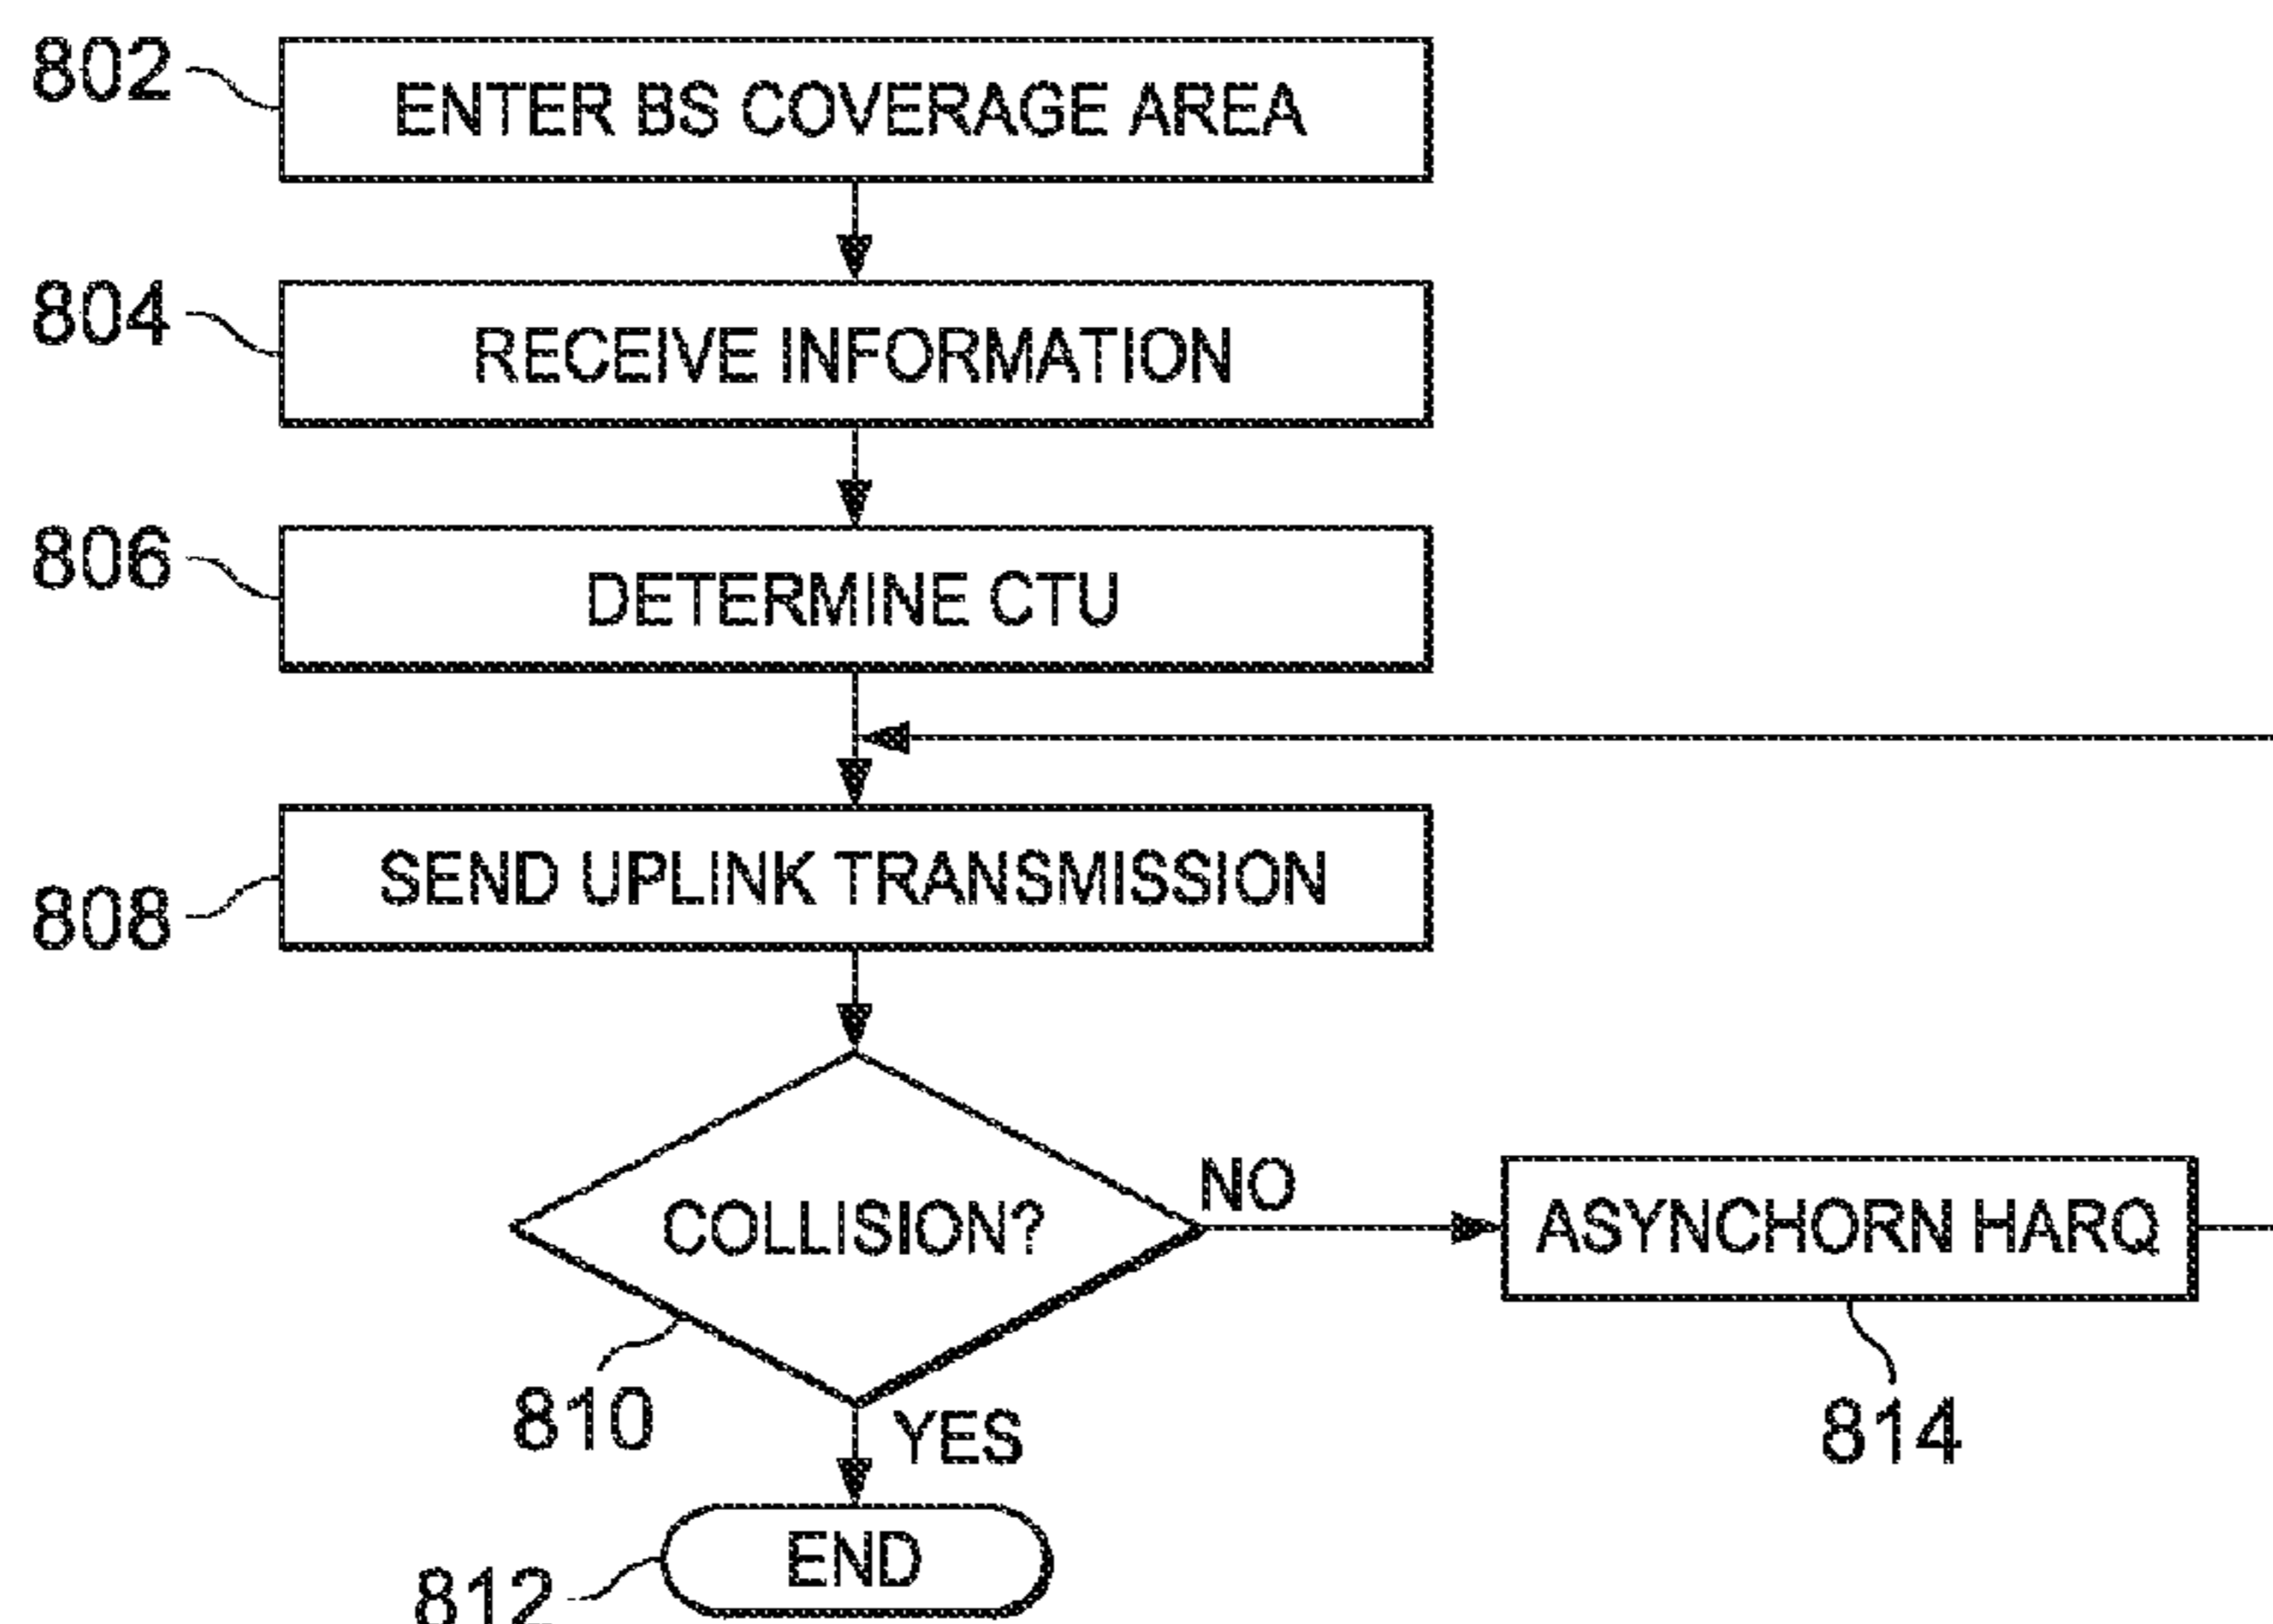 802
ENTER BS COVERAGE AREA
804
RECEIVE INFORMATION
806
DETERMINE CTU
808
SEND UPLINK TRANSMISSION
COLLISION?
NO
ASYNCHORN HARQ
810
YES
814
END
812